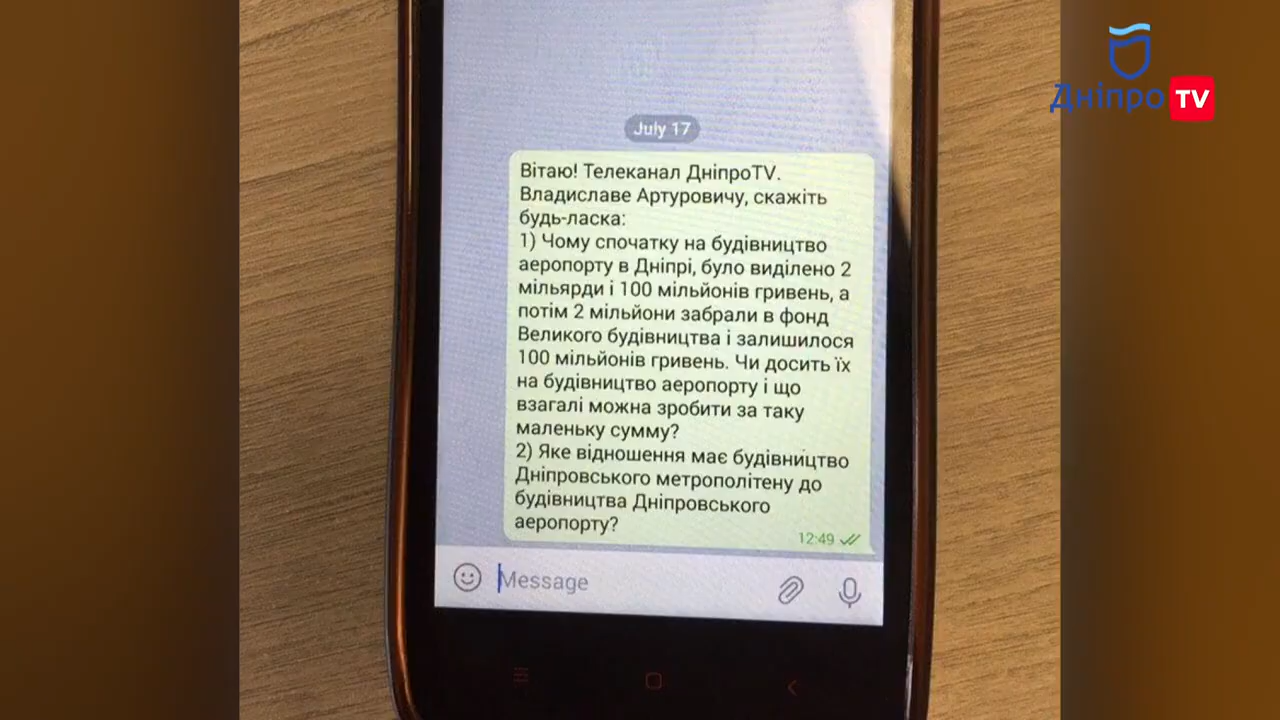 Дніпро TV
July 17
Вітаю! Телеканал ДніпроTV.
Владиславе Артуровичу, скажіть
будь-ласка:
1) Чому спочатку на будівництво
аеропорту в Дніпрі, було виділено 2
мільярди і 100 мільйонів гривень, а
потім 2 мільйони забрали в фонд
Великого будівництва і залишилося
100 мільйонів гривень. Чи досить їх
на будівництво аеропорту і що
взагалі можна зробити за таку
маленьку сумму?
2) Яке відношення має будівництво
Дніпровського метрополітену до
будівництва Дніпровського
аеропорту?
12:49
Message